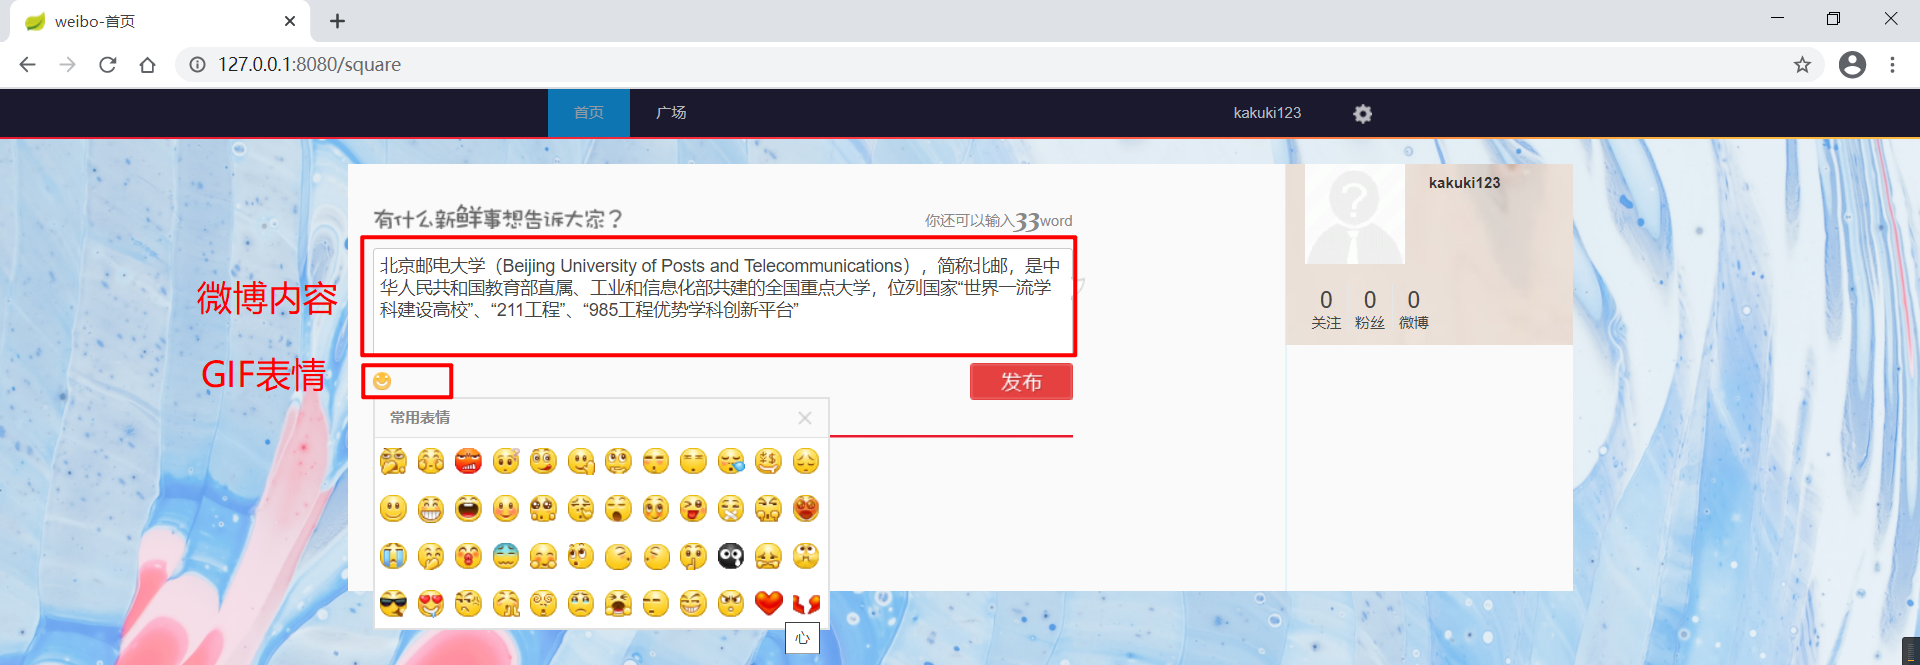 weibo-首页
127.0.0.1:8080/square
首页
广场
kakuki123
有什么新鲜事想告诉大家？
你还可以输入33word
北京邮电大学（Beijing University of Posts and Telecommunications），简称北邮，是中
华人民共和国教育部直属、工业和信息化部共建的全国重点大学，位列国家“世界一流学
科建设高校”、“211工程”、“985工程优势学科创新平台”
微博内容
GIF表情
发布
常用表情
心
kakuki123
0 0 0
关注 粉丝 微博